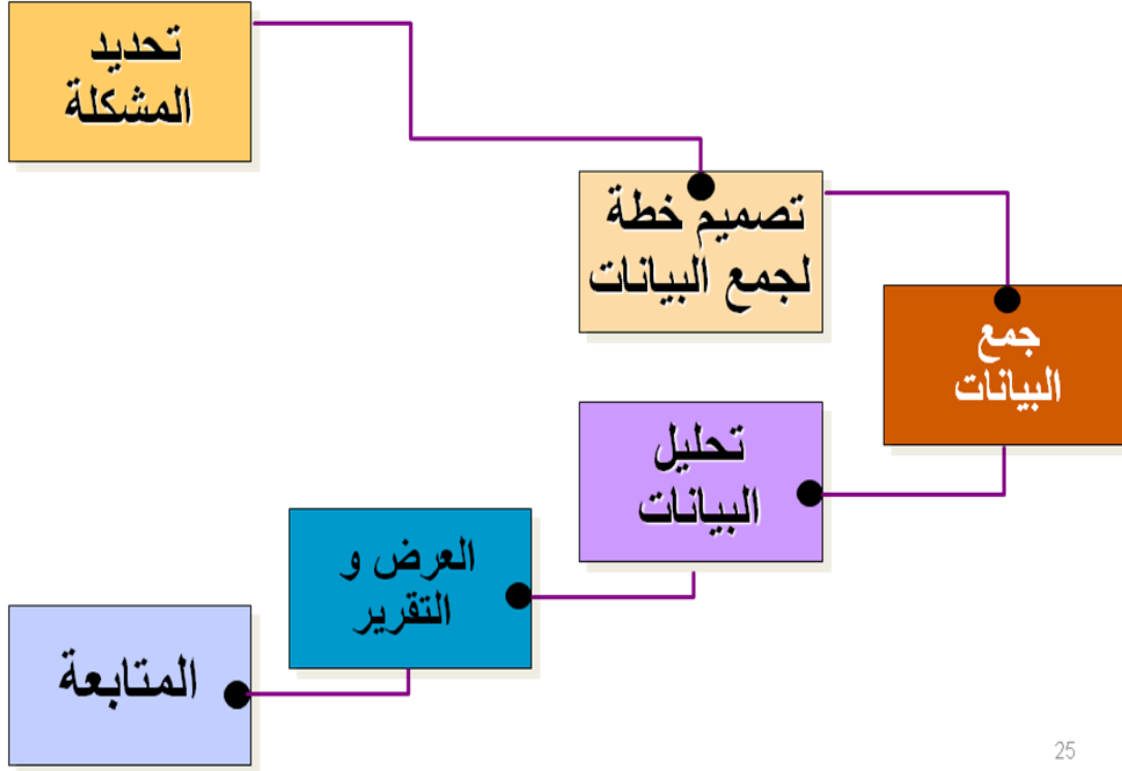 تحديد
المشكلة
تصميم خطة
لجمع البيانات
جمع
البيانات
تحليل
البيانات
العرض و
التقرير
المتابعة
25